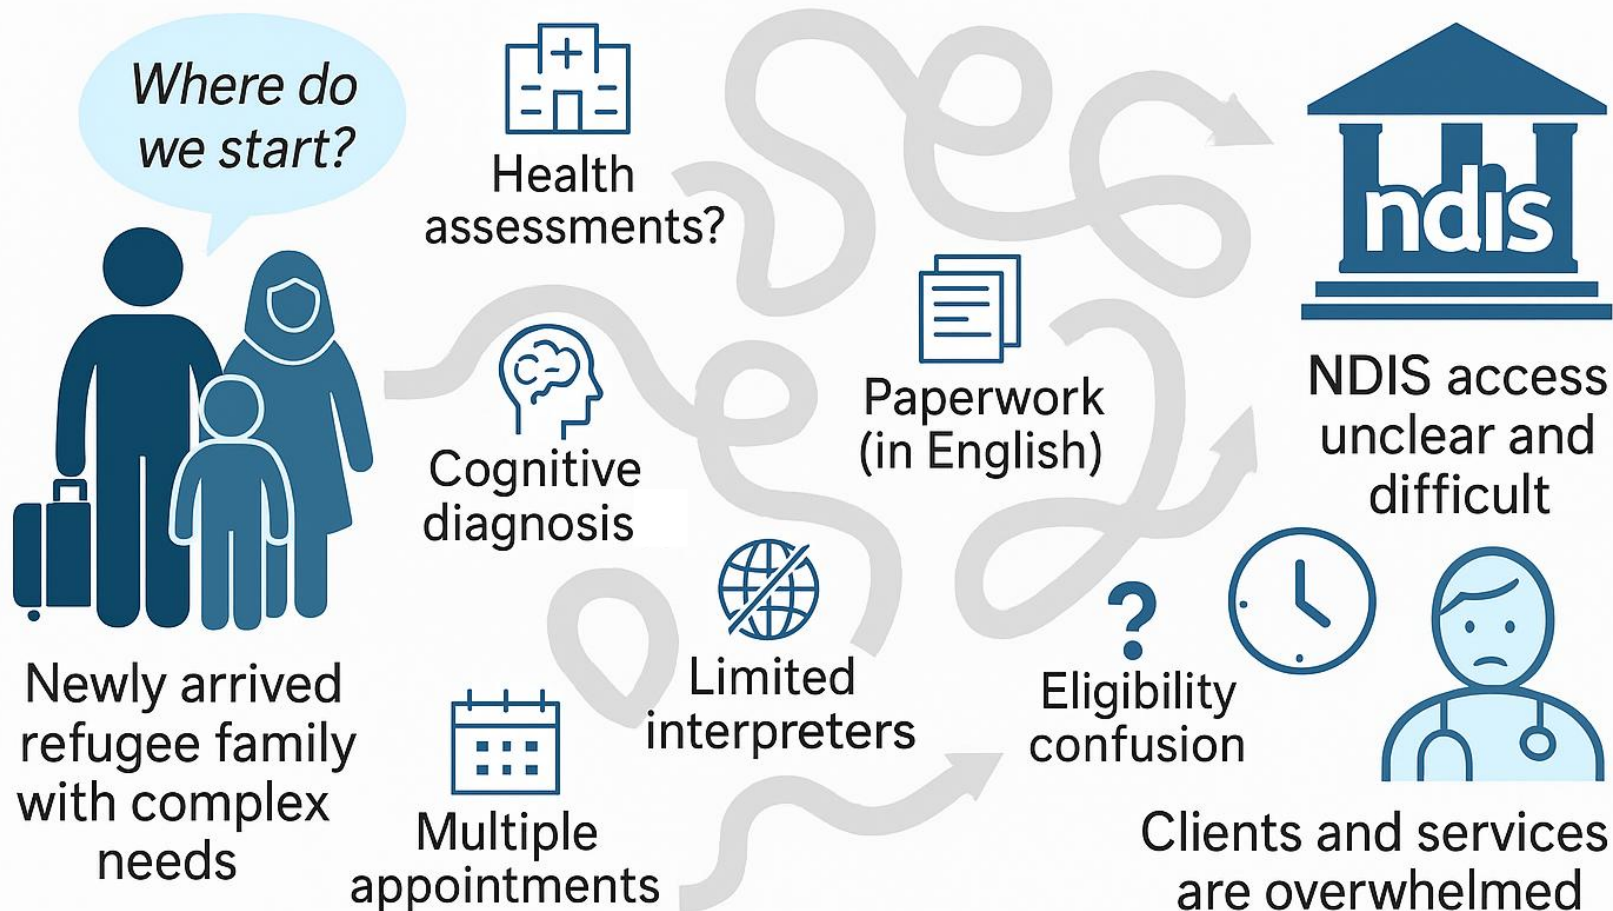 Where do
we start?
Health
assessments?
Cognitive
diagnosis
Paperwork
(in English)
Limited
interpreters
Multiple
appointments
Eligibility
confusion
ndis
NDIS access
unclear and
difficult
Newly arrived
refugee family
with complex
needs
Clients and services
are overwhelmed